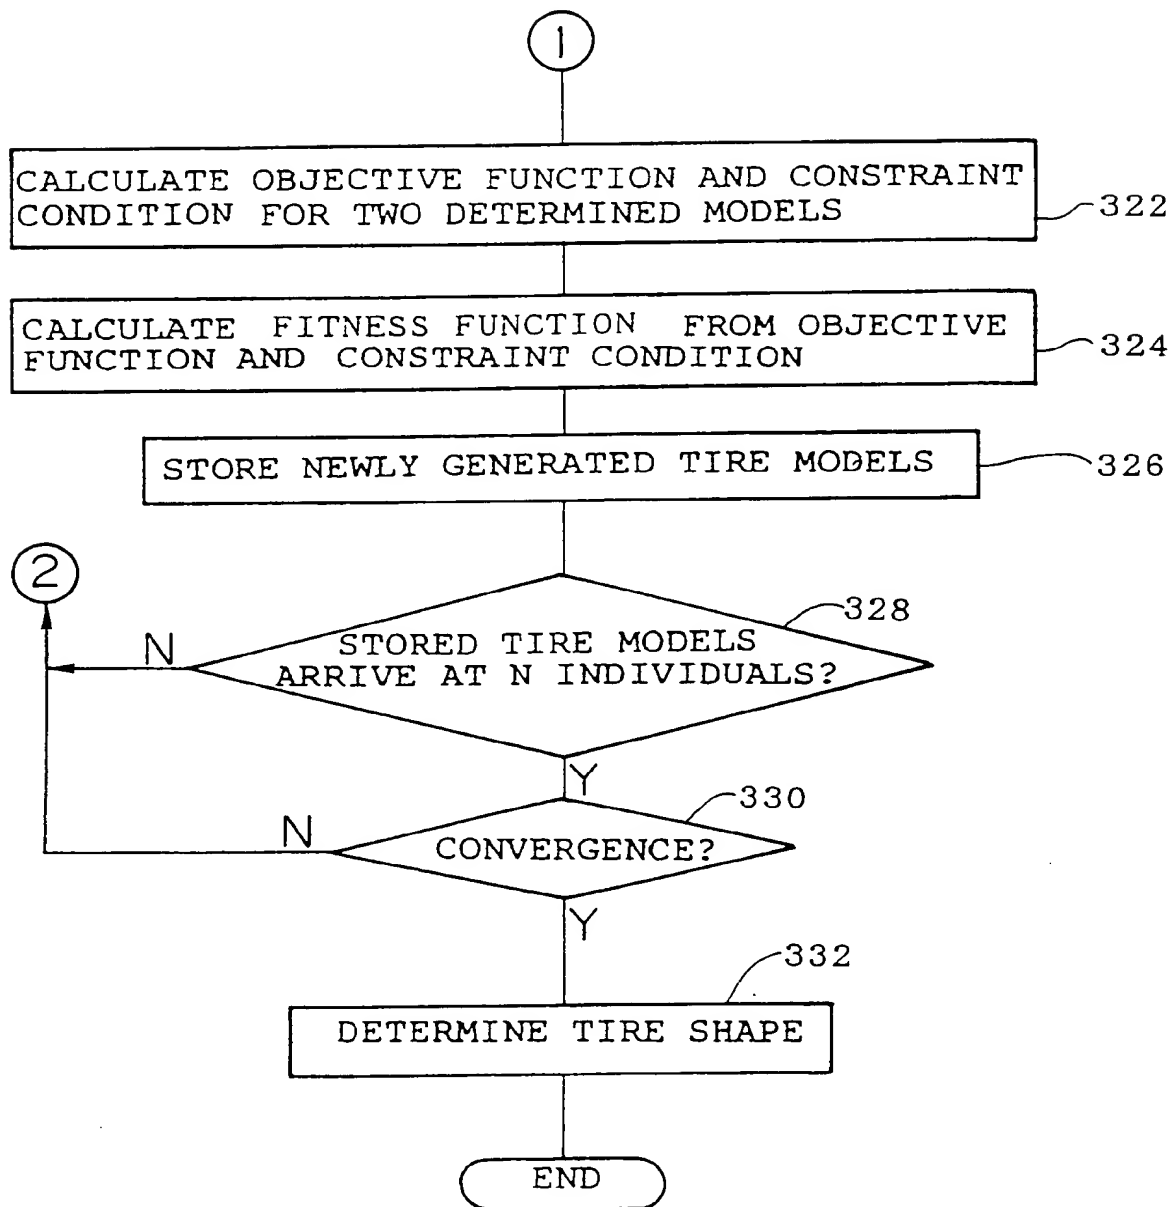 1
CALCULATE OBJECTIVE FUNCTION AND CONSTRAINT
CONDITION FOR TWO DETERMINED MODELS
322
CALCULATE FITNESS FUNCTION FROM OBJECTIVE
FUNCTION AND CONSTRAINT CONDITION
324
STORE NEWLY GENERATED TIRE MODELS
326
2
328
N
STORED TIRE MODELS
ARRIVE AT N INDIVIDUALS?
Y
330
N
CONVERGENCE?
Y
332
DETERMINE TIRE SHAPE
END